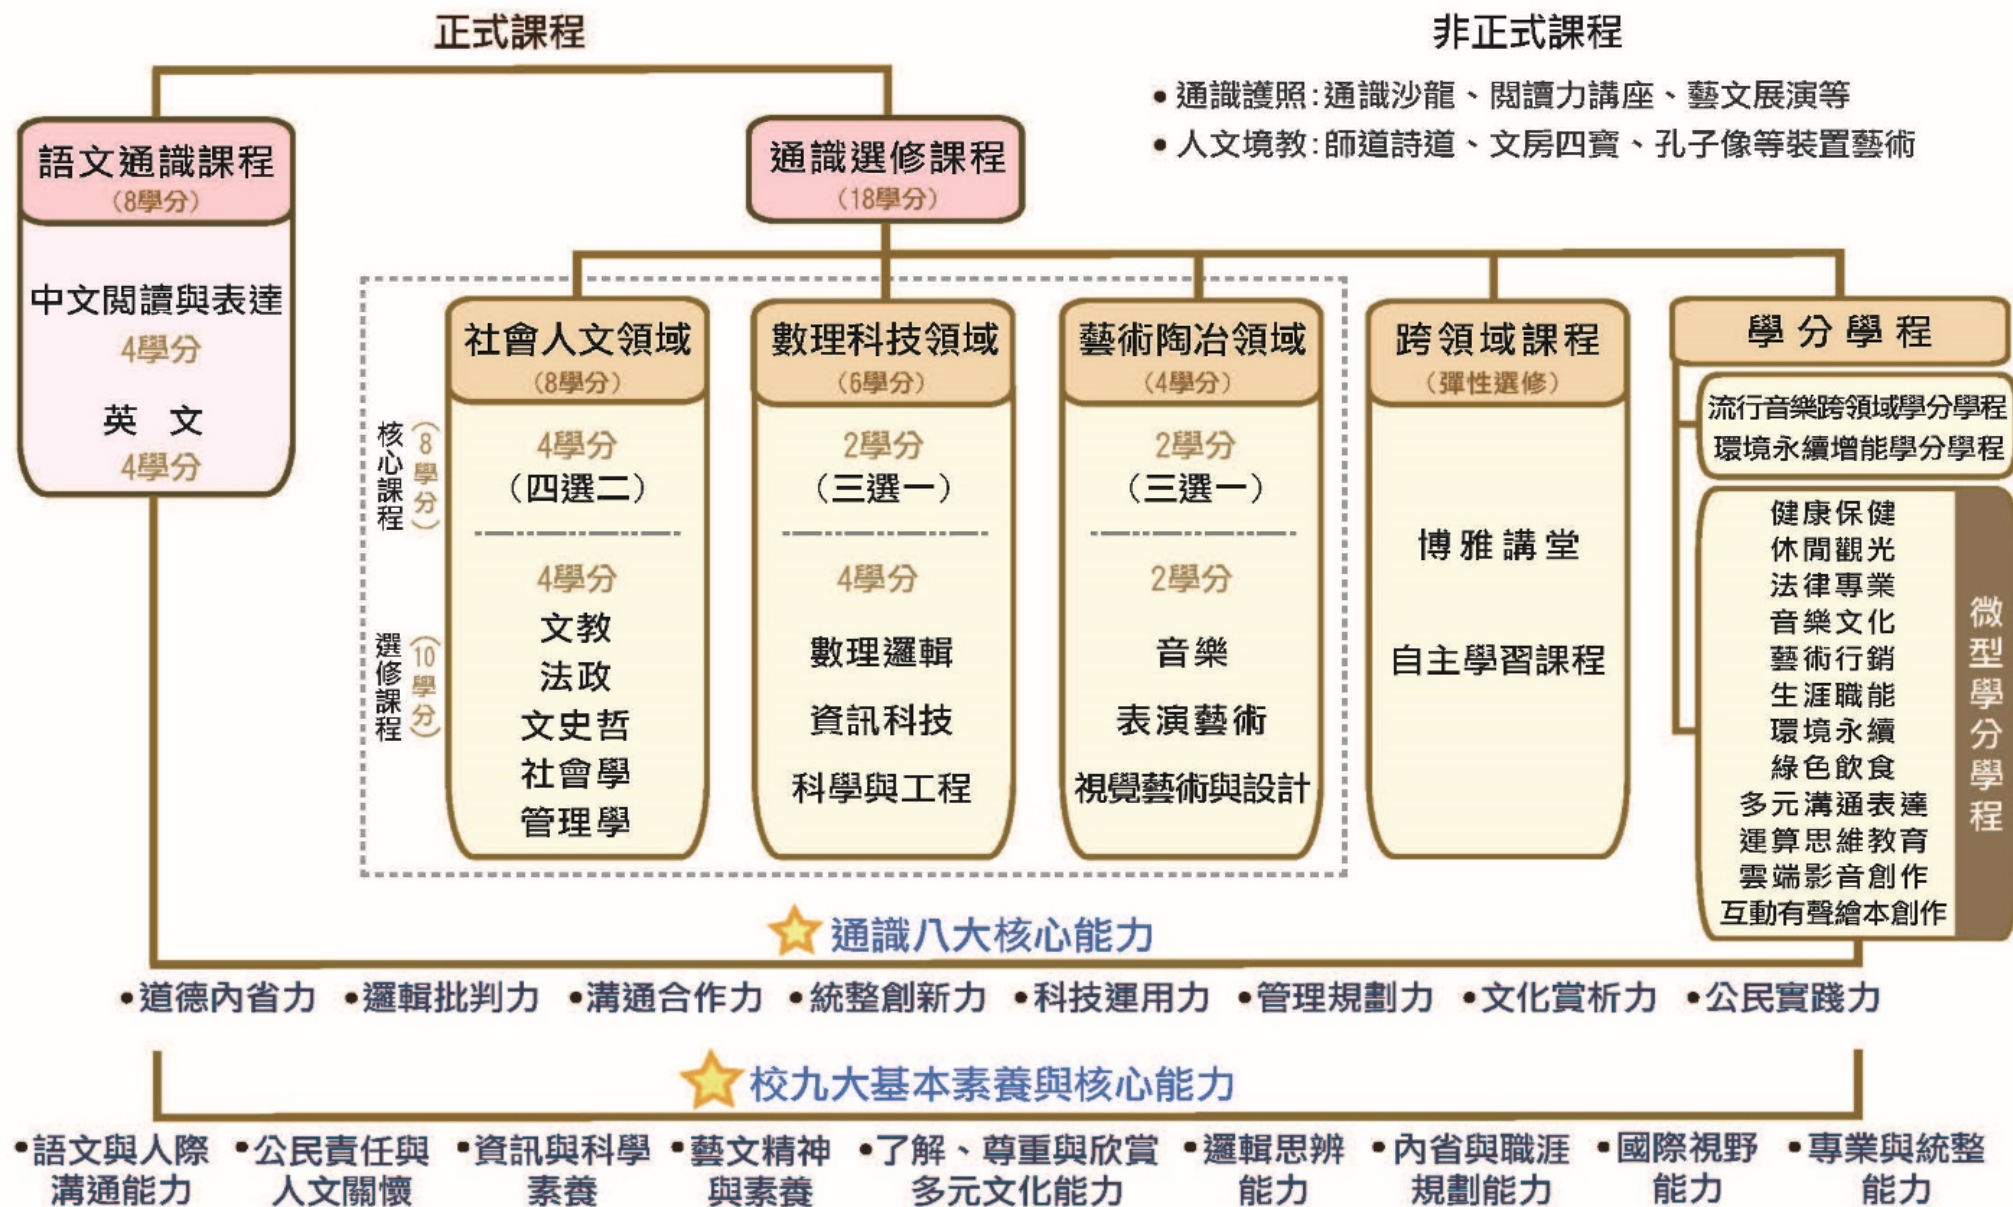 正式課程
非正式課程
• 通識護照:通識沙龍、閱讀力講座、藝文展演等
• 人文境教:師道詩道、文房四寶、孔子像等裝置藝術
語文通識課程
(8學分)
中文閱讀與表達
4學分
英 文
4學分
通識選修課程
(18學分)
核心課程
(8學分)
選修課程
(10學分)
社會人文領域
(8學分)
4學分
(四選二)
4學分
文教
法政
文史哲
社會學
管理學
數理科技領域
(6學分)
2學分
(三選一)
4學分
數理邏輯
資訊科技
科學與工程
藝術陶冶領域
(4學分)
2學分
(三選一)
2學分
音樂
表演藝術
視覺藝術與設計
跨領域課程
(彈性選修)
博雅講堂
自主學習課程
學分學程
流行音樂跨領域學分學程
環境永續增能學分學程
健康保健
休閒觀光
法律專業
音樂文化
藝術行銷
生涯職能
環境永續
綠色飲食
多元溝通表達
運算思維教育
雲端影音創作
互動有聲繪本創作
微型學分學程
通識八大核心能力
•道德內省力 •邏輯批判力 •溝通合作力 •統整創新力 •科技運用力 •管理規劃力 •文化賞析力 •公民實踐力
校九大基本素養與核心能力
•語文與人際
溝通能力
•公民責任與
人文關懷
•資訊與科學
素養
•藝文精神
與素養
•了解、尊重與欣賞
多元文化能力
•邏輯思辨
能力
•內省與職涯
規劃能力
•國際視野
能力
•專業與統整
能力